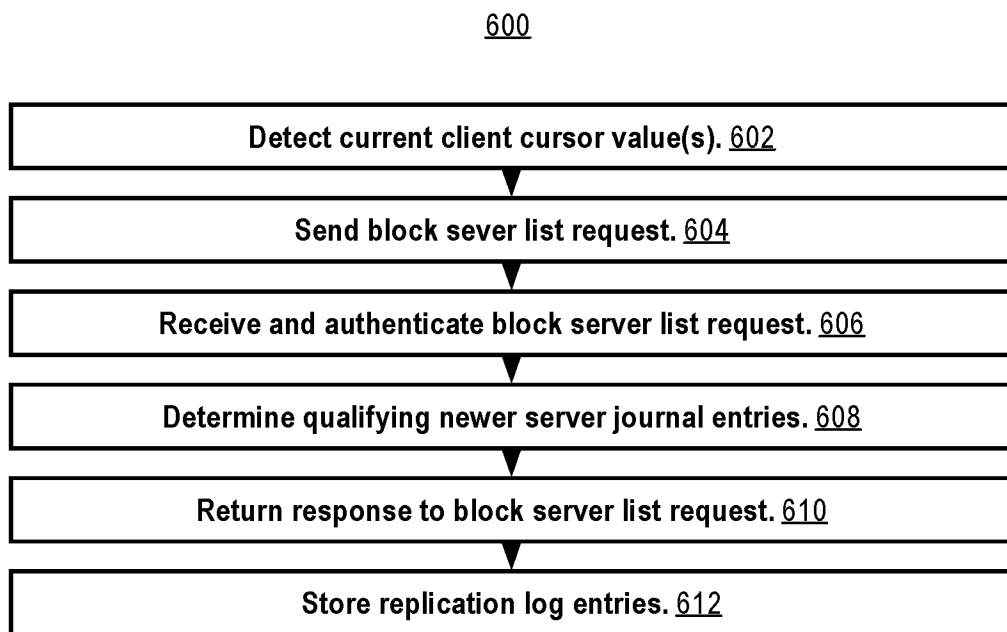 600
Detect current client cursor value(s). 602
Send block sever list request. 604
Receive and authenticate block server list request. 606
Determine qualifying newer server journal entries. 608
Return response to block server list request. 610
Store replication log entries. 612